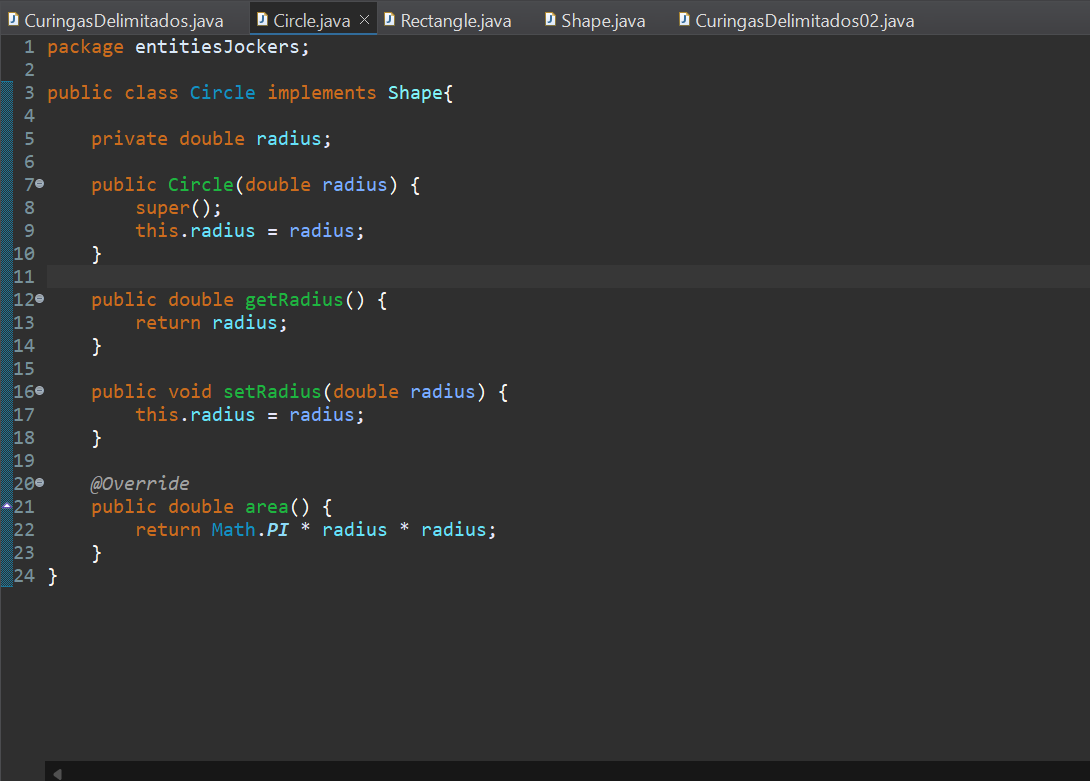 CuringasDelimitados.java Circle.java Rectangle.java Shape.java CuringasDelimitados02.java
1 package entitiesJockers;
2
3 public class Circle implements Shape{
4
5     private double radius;
6
7     public Circle(double radius) {
8         super();
9         this.radius = radius;
10     }
11
12     public double getRadius() {
13         return radius;
14     }
15
16     public void setRadius(double radius) {
17         this.radius = radius;
18     }
19
20     @Override
21     public double area() {
22         return Math.PI * radius * radius;
23     }
24 }